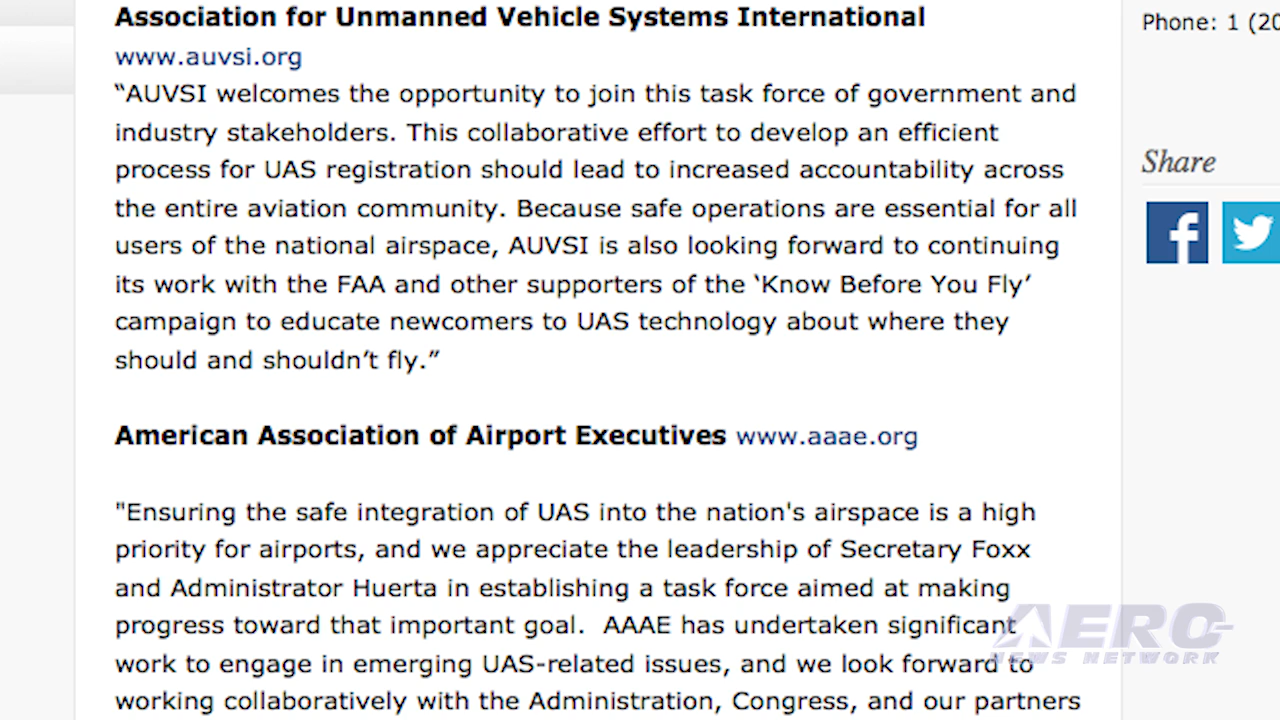 Association for Unmanned Vehicle Systems International
www.auvsi.org
“AUVSI welcomes the opportunity to join this task force of government and
industry stakeholders. This collaborative effort to develop an efficient
process for UAS registration should lead to increased accountability across
the entire aviation community. Because safe operations are essential for all
users of the national airspace, AUVSI is also looking forward to continuing
its work with the FAA and other supporters of the ‘Know Before You Fly’
campaign to educate newcomers to UAS technology about where they
should and shouldn’t fly.”
American Association of Airport Executives www.aaae.org
"Ensuring the safe integration of UAS into the nation's airspace is a high
priority for airports, and we appreciate the leadership of Secretary Foxx
and Administrator Huerta in establishing a task force aimed at making
progress toward that important goal.  AAAE has undertaken significant
work to engage in emerging UAS-related issues, and we look forward to
working collaboratively with the Administration, Congress, and our partners
Phone: 1 (20
Share
AERO
NEWS NETWORK